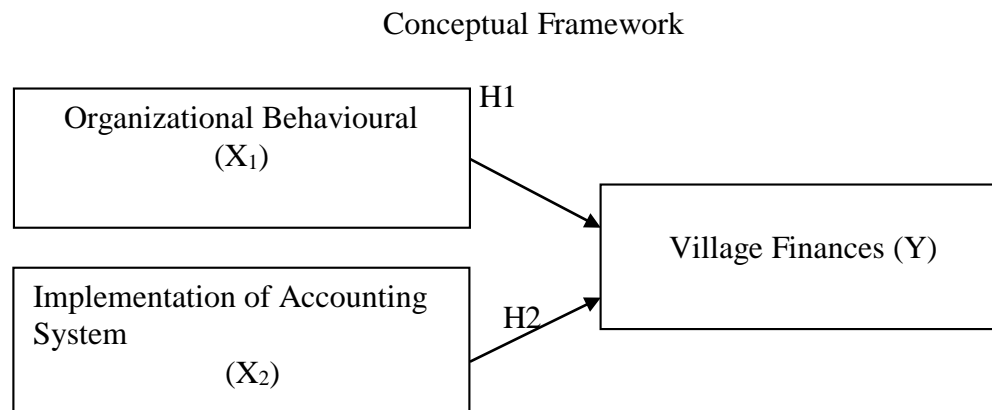 Conceptual Framework
H1
Organizational Behavioural
(X₁)
Village Finances (Y)
Implementation of Accounting
System
H2
(X₂)